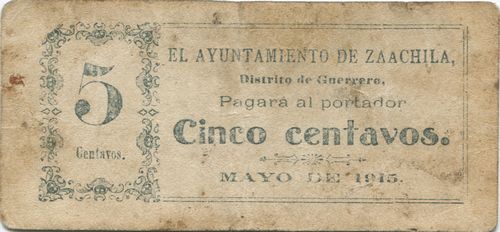 5
Centavos.
EL AYUNTAMIENTO DE ZAACHILA,
Distrito de Guerrero,
Pagará al portador
Cinco centavos.
MAYO DE 1915.